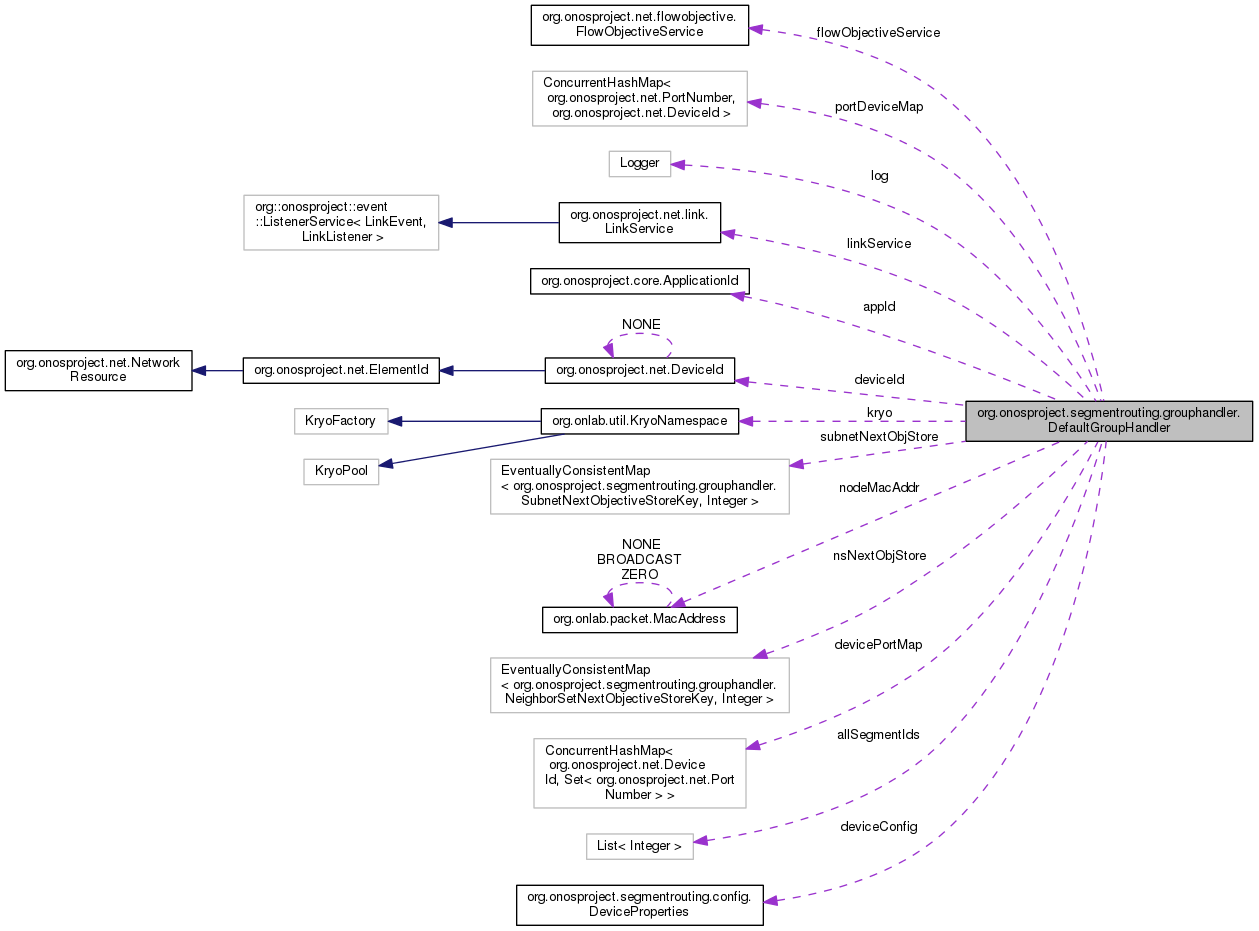 org.onosproject.net.flowobjective.
FlowObjectiveService
flowObjectiveService
ConcurrentHashMap<
org.onosproject.net.PortNumber,
org.onosproject.net.DeviceId >
portDeviceMap
Logger
log
org::onosproject::event
::ListenerService< LinkEvent,
LinkListener >
org.onosproject.net.link.
LinkService
linkService
org.onosproject.core.ApplicationId
appId
NONE
org.onosproject.net.Network
Resource
org.onosproject.net.ElementId
org.onosproject.net.DeviceId
deviceId
org.onosproject.segmentrouting.grouphandler.
DefaultGroupHandler
KryoFactory
org.onlab.util.KryoNamespace
kryo
subnetNextObjStore
KryoPool
EventuallyConsistentMap
< org.onosproject.segmentrouting.grouphandler.
SubnetNextObjectiveStoreKey, Integer >
nodeMacAddr
NONE
BROADCAST
ZERO
org.onlab.packet.MacAddress
nsNextObjStore
EventuallyConsistentMap
< org.onosproject.segmentrouting.grouphandler.
NeighborSetNextObjectiveStoreKey, Integer >
devicePortMap
ConcurrentHashMap<
org.onosproject.net.Device
Id, Set< org.onosproject.net.Port
Number > >
allSegmentIds
List< Integer >
deviceConfig
org.onosproject.segmentrouting.config.
DeviceProperties